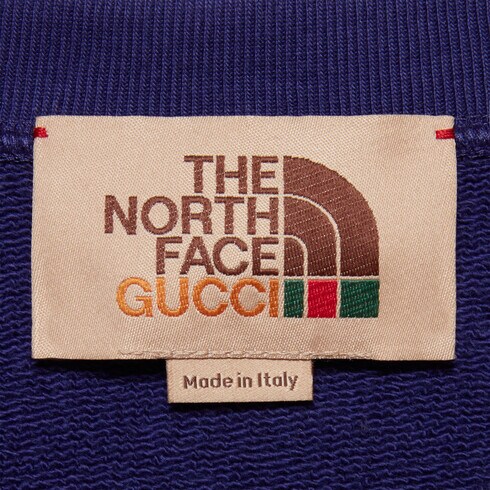 THE
NORTH
FACE
GUCCI
Made in Italy